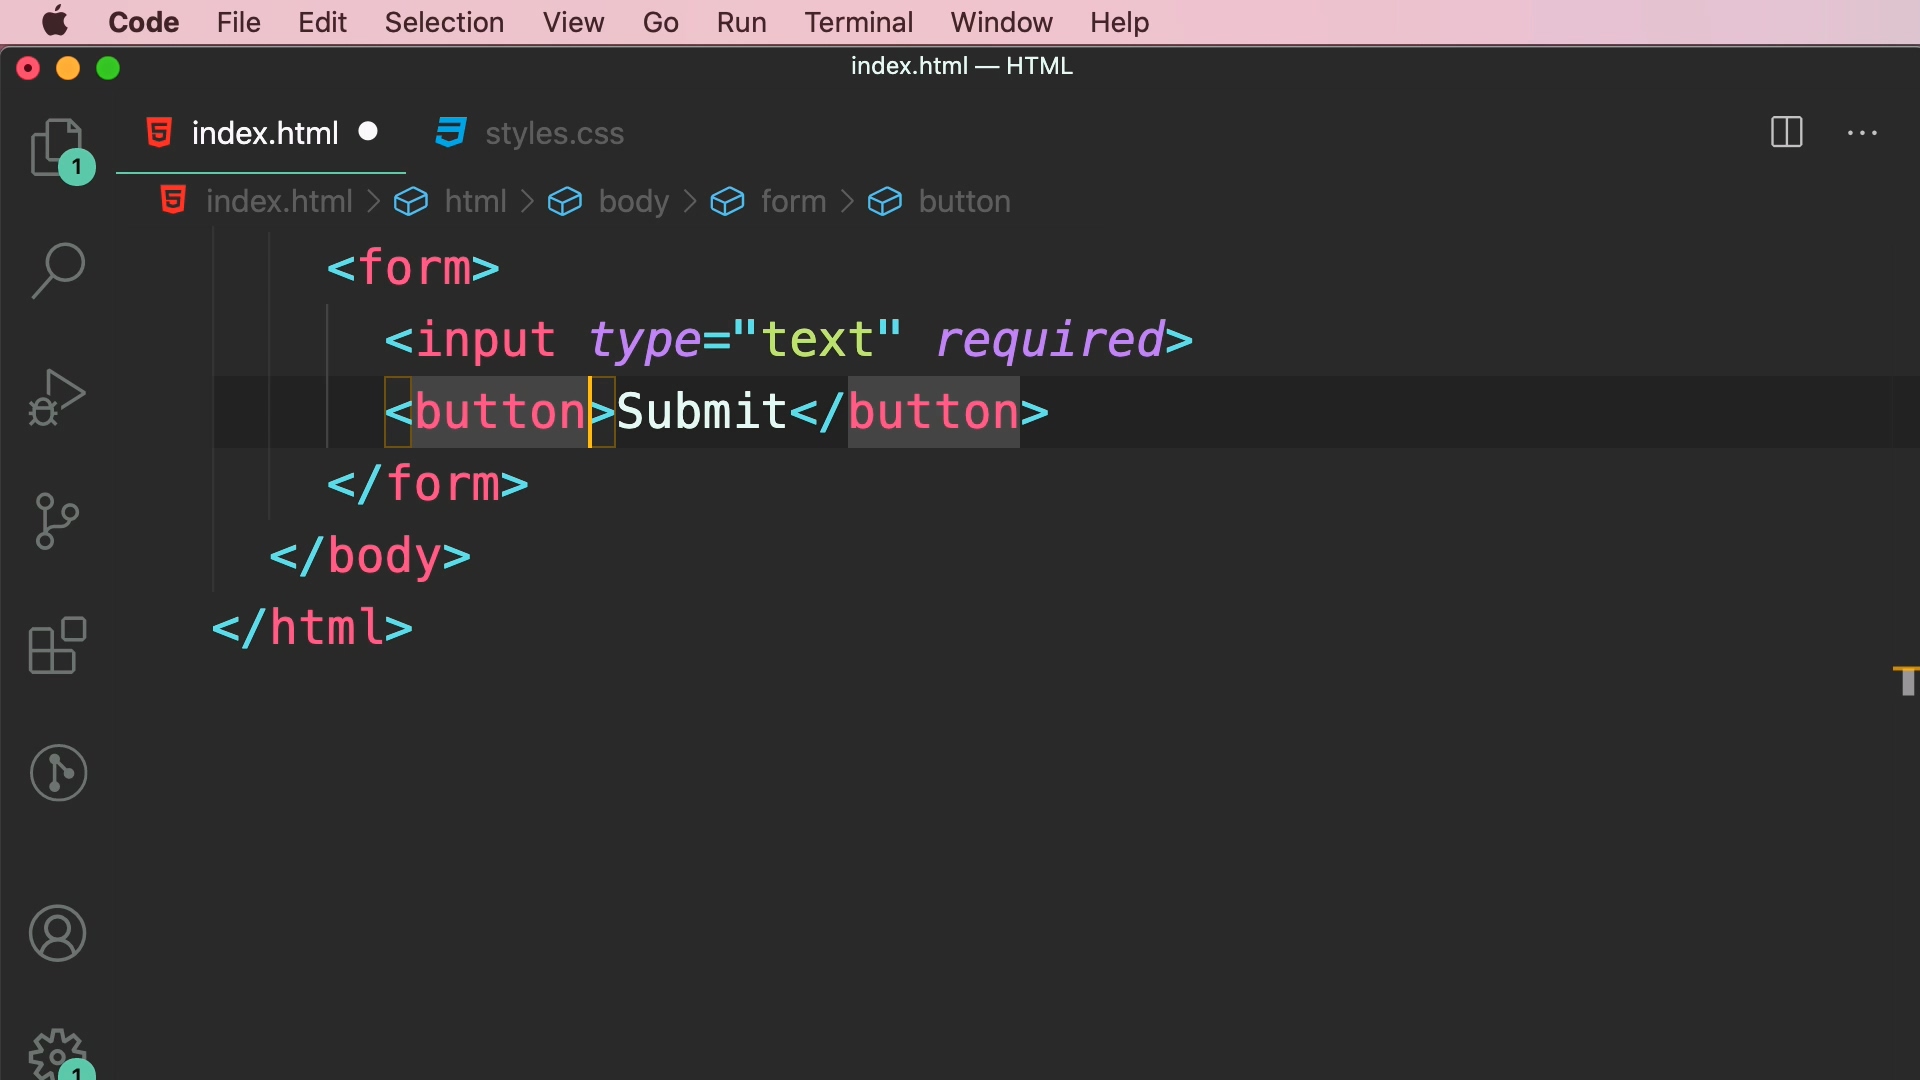 Code File Edit Selection View Go Run Terminal Window Help
index.html — HTML
index.html styles.css
1
index.html > html > body > form > button
<form>
<input type="text" required>
<button>Submit</button>
</form>
</body>
</html>
1